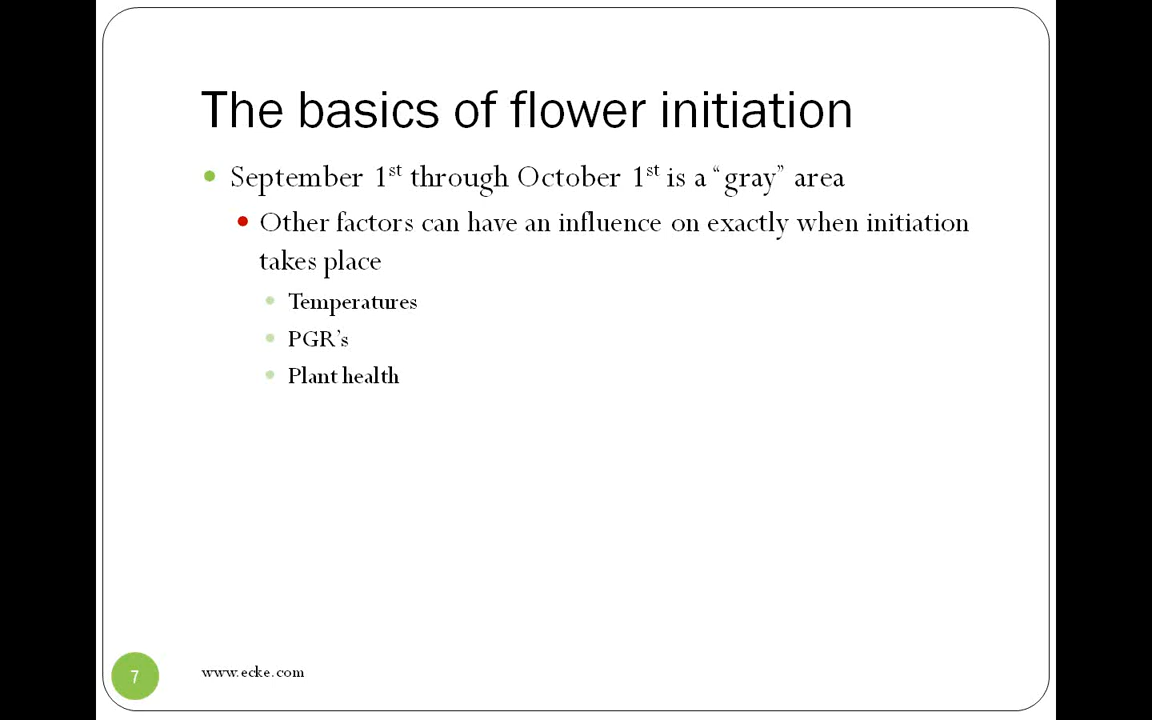 The basics of flower initiation
September 1st through October 1st is a “gray” area
Other factors can have an influence on exactly when initiation
takes place
Temperatures
PGR’s
Plant health
7
www.ecke.com